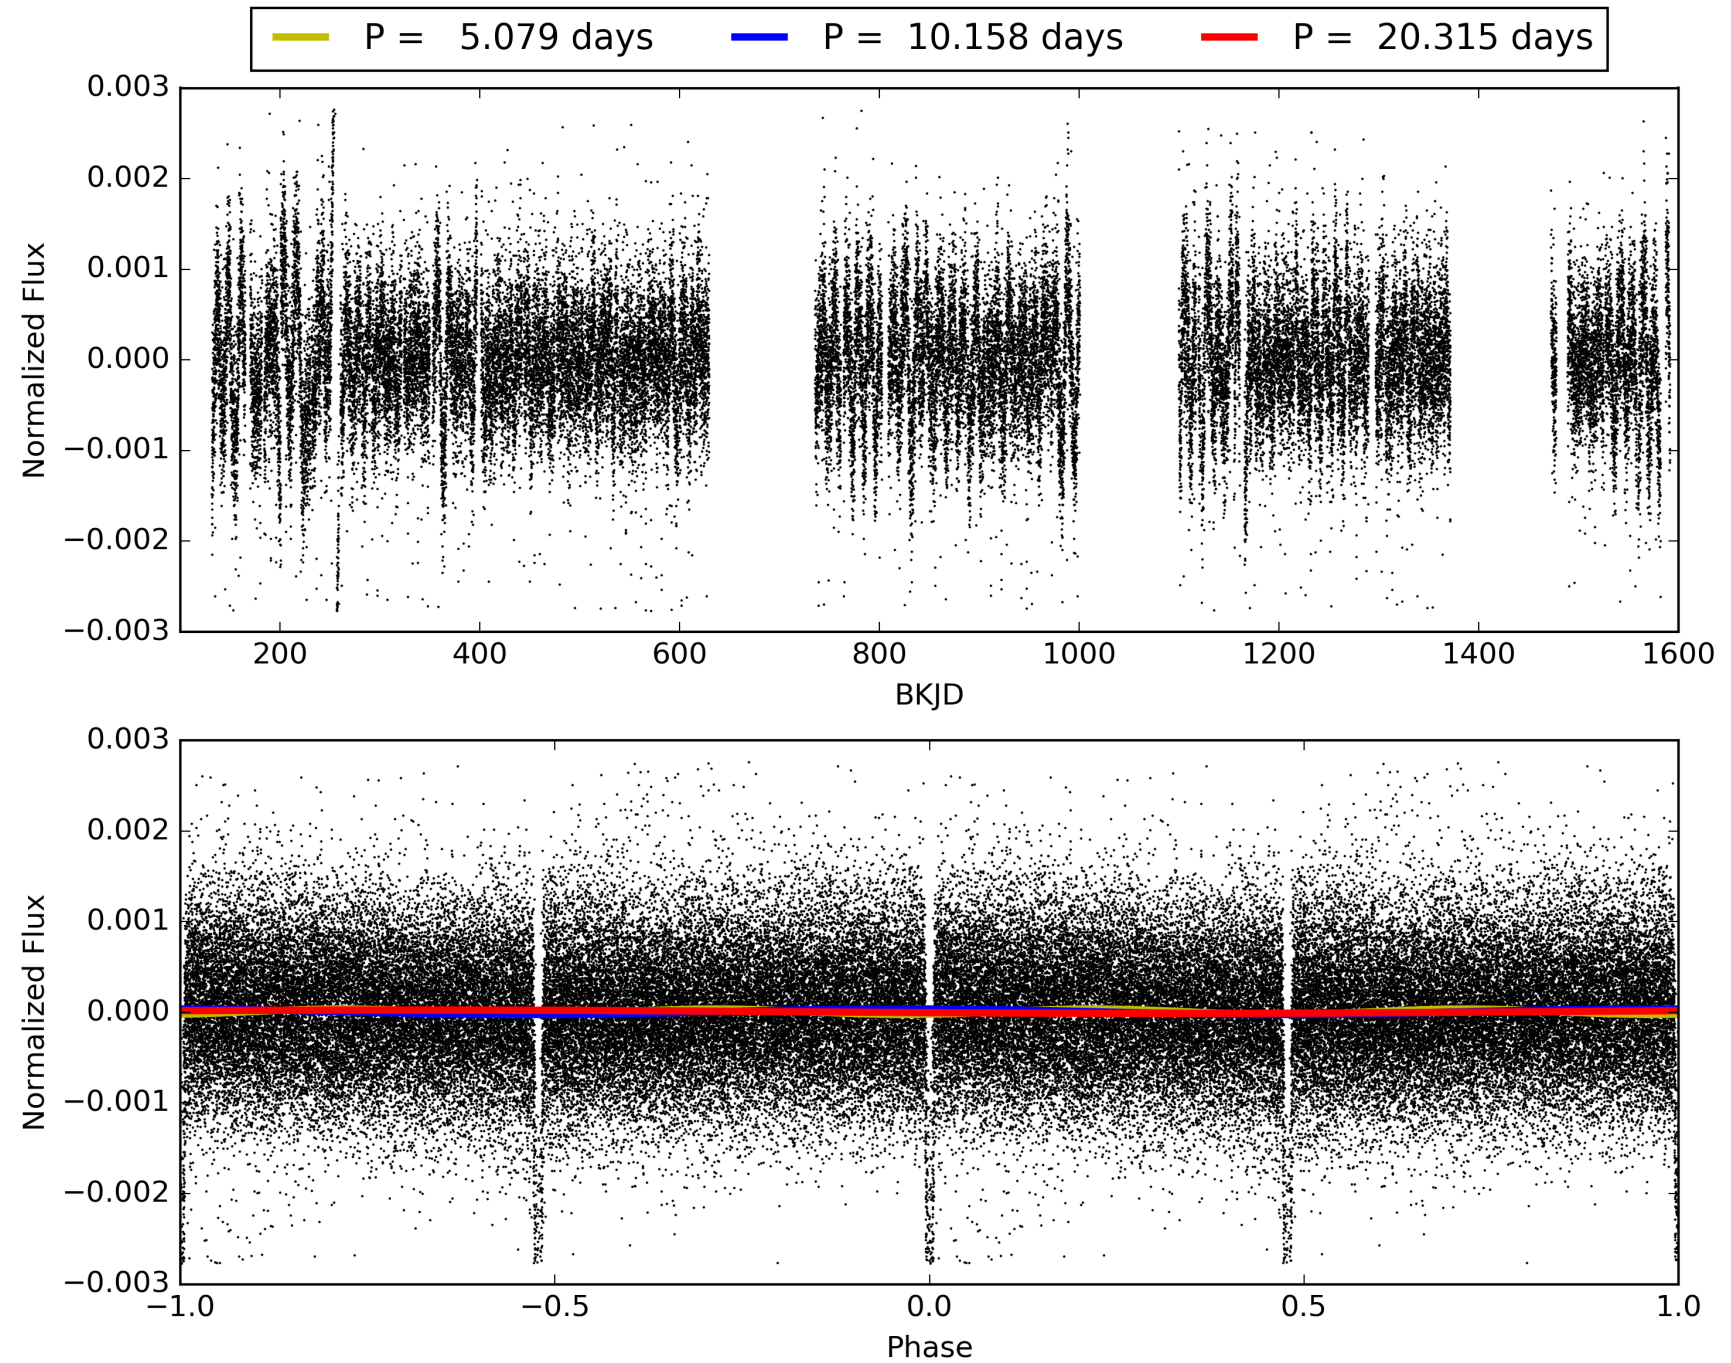 P = 5.079 days P = 10.158 days P = 20.315 days
0.003
0.002
0.001
0.000
−0.001
−0.002
−0.003
Normalized Flux
200 400 600 800 1000 1200 1400 1600
BKJD
0.003
0.002
0.001
0.000
−0.001
−0.002
−0.003
Normalized Flux
−1.0 −0.5 0.0 0.5 1.0
Phase